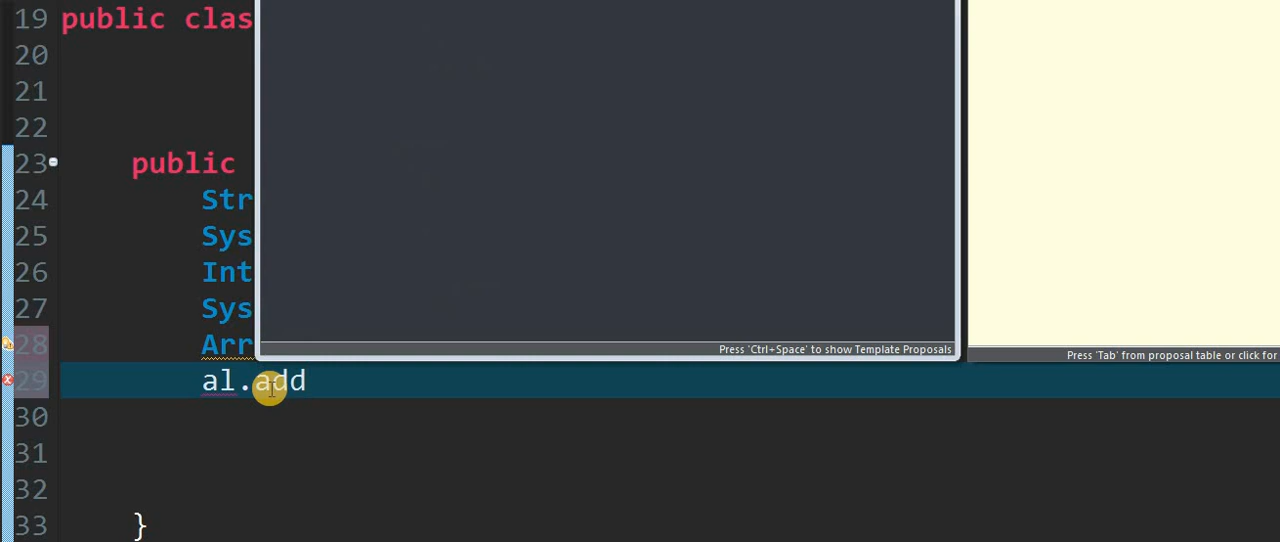 19 public clas
20
21
22
23 public
24 Str
25 Sys
26 Int
27 Sys
28 Arr
Press 'Ctrl+Space' to show Template Proposals
Press 'Tab' from proposal table or click for
29 al.add
30
31
32
33 }